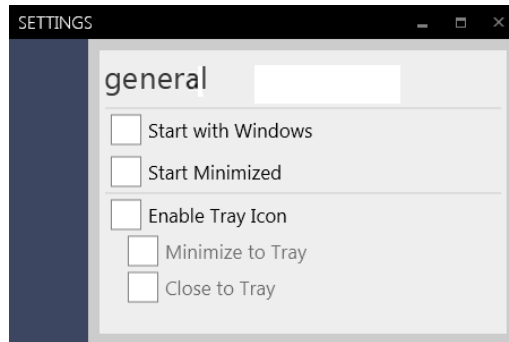 SETTINGS
general
Start with Windows
Start Minimized
Enable Tray Icon
Minimize to Tray
Close to Tray